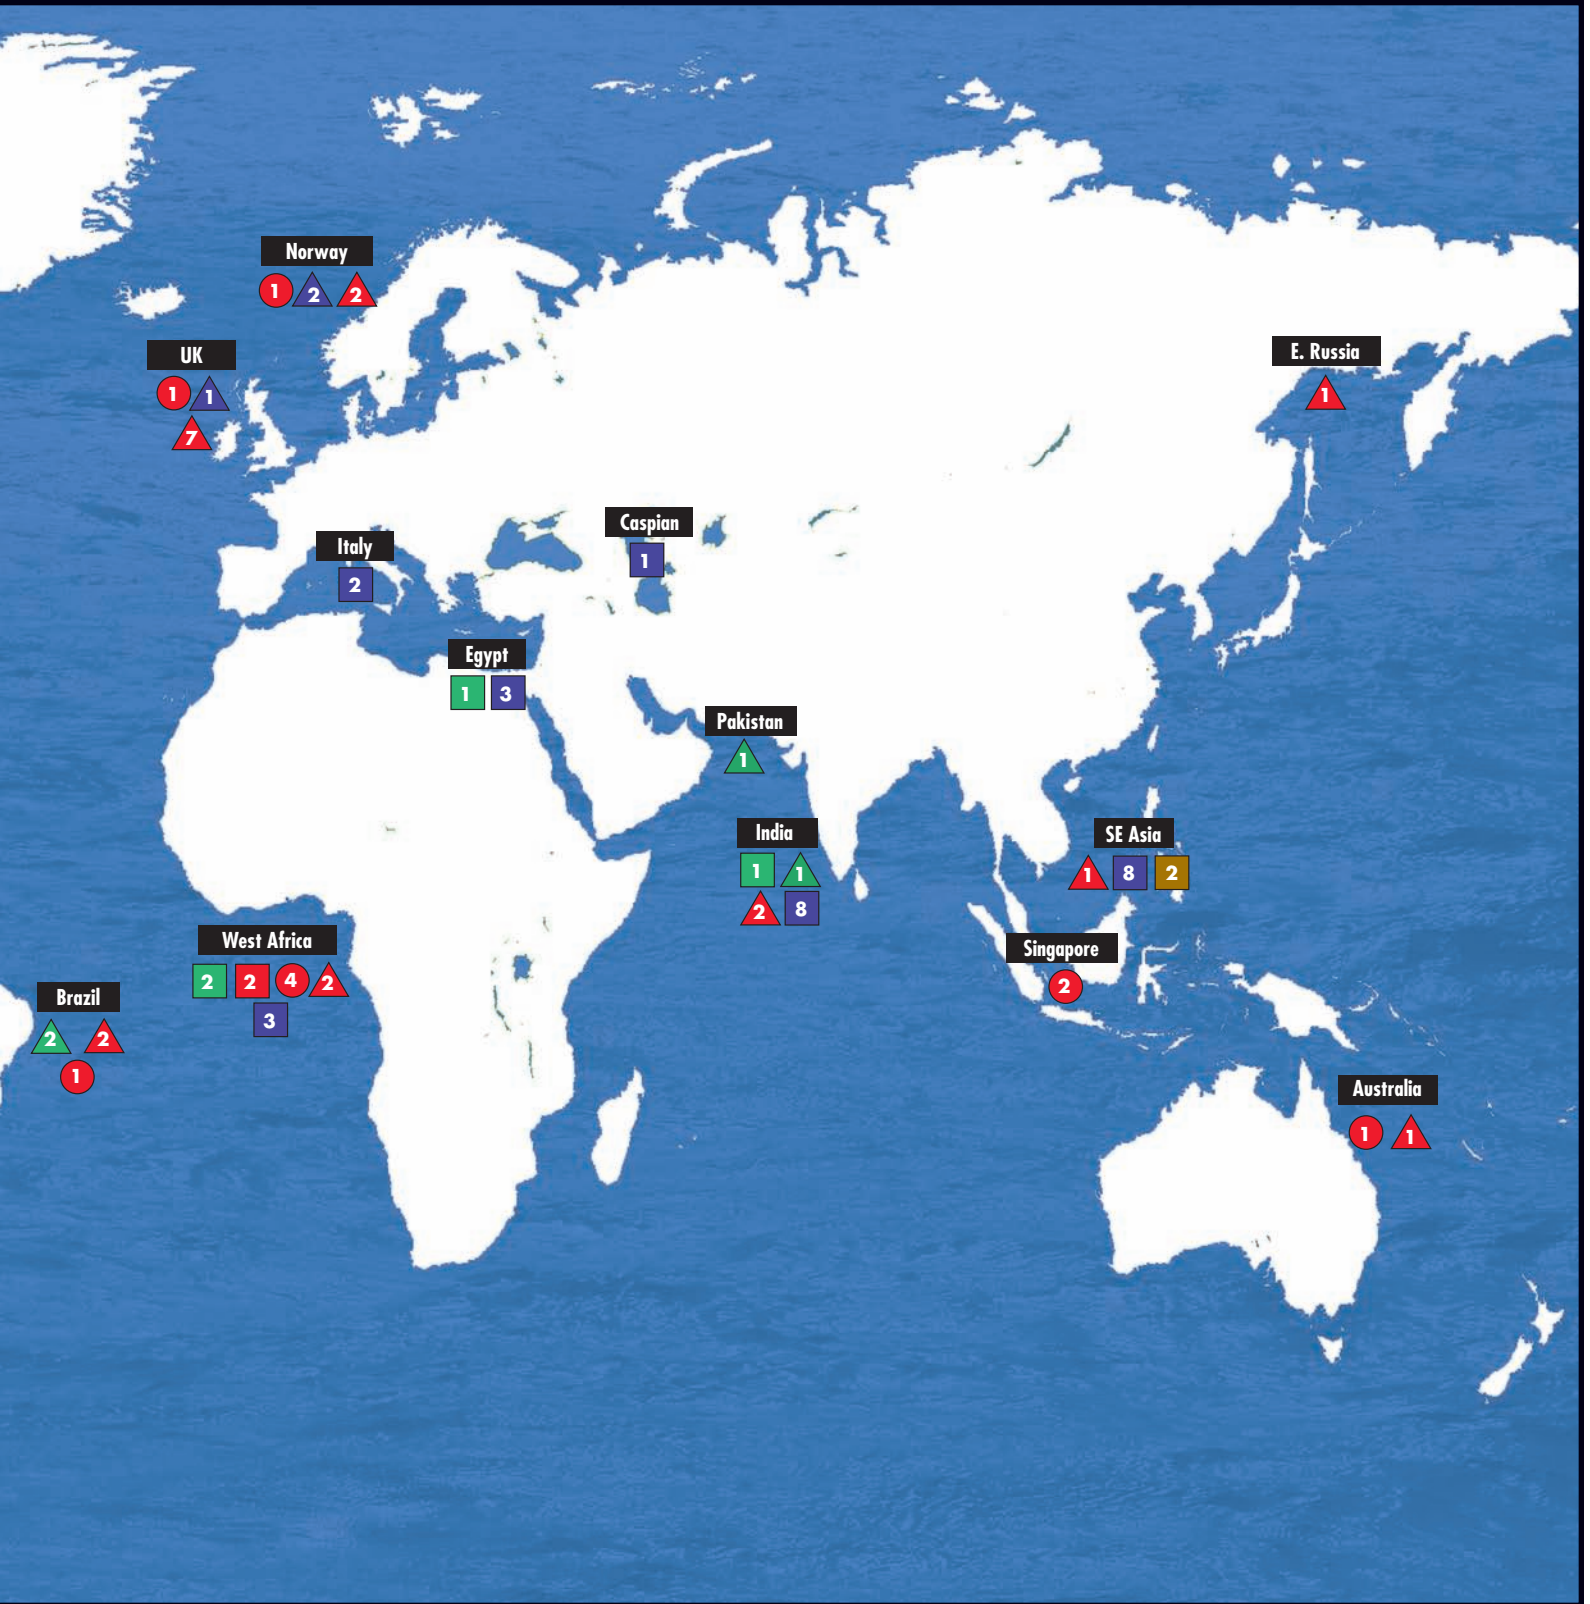 Norway
1 2 2
UK
1 1
7
E. Russia
1
Caspian
1
Italy
2
Egypt
1 3
Pakistan
1
India
1 1
2 8
SE Asia
1 8 2
West Africa
2 2 4 2
3
Singapore
2
Brazil
2 2
1
Australia
1 1